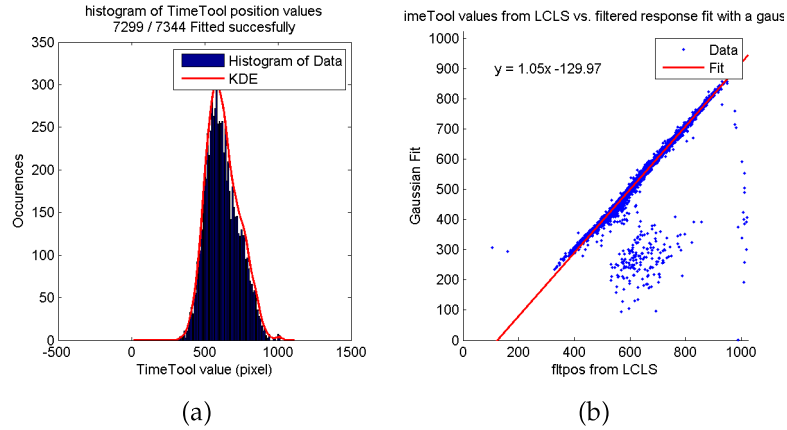 histogram of TimeTool position values
7299 / 7344 Fitted succesfully
350
300
250
200
150
100
50
0
-500
0
500
1000
1500
Occurences
TimeTool value (pixel)
Histogram of Data
KDE
(a)
imeTool values from LCLS vs. filtered response fit with a gaus
1000
900
800
700
600
500
400
300
200
100
0
0
200
400
600
800
1000
Gaussian Fit
fltpos from LCLS
y = 1.05x -129.97
Data
Fit
(b)